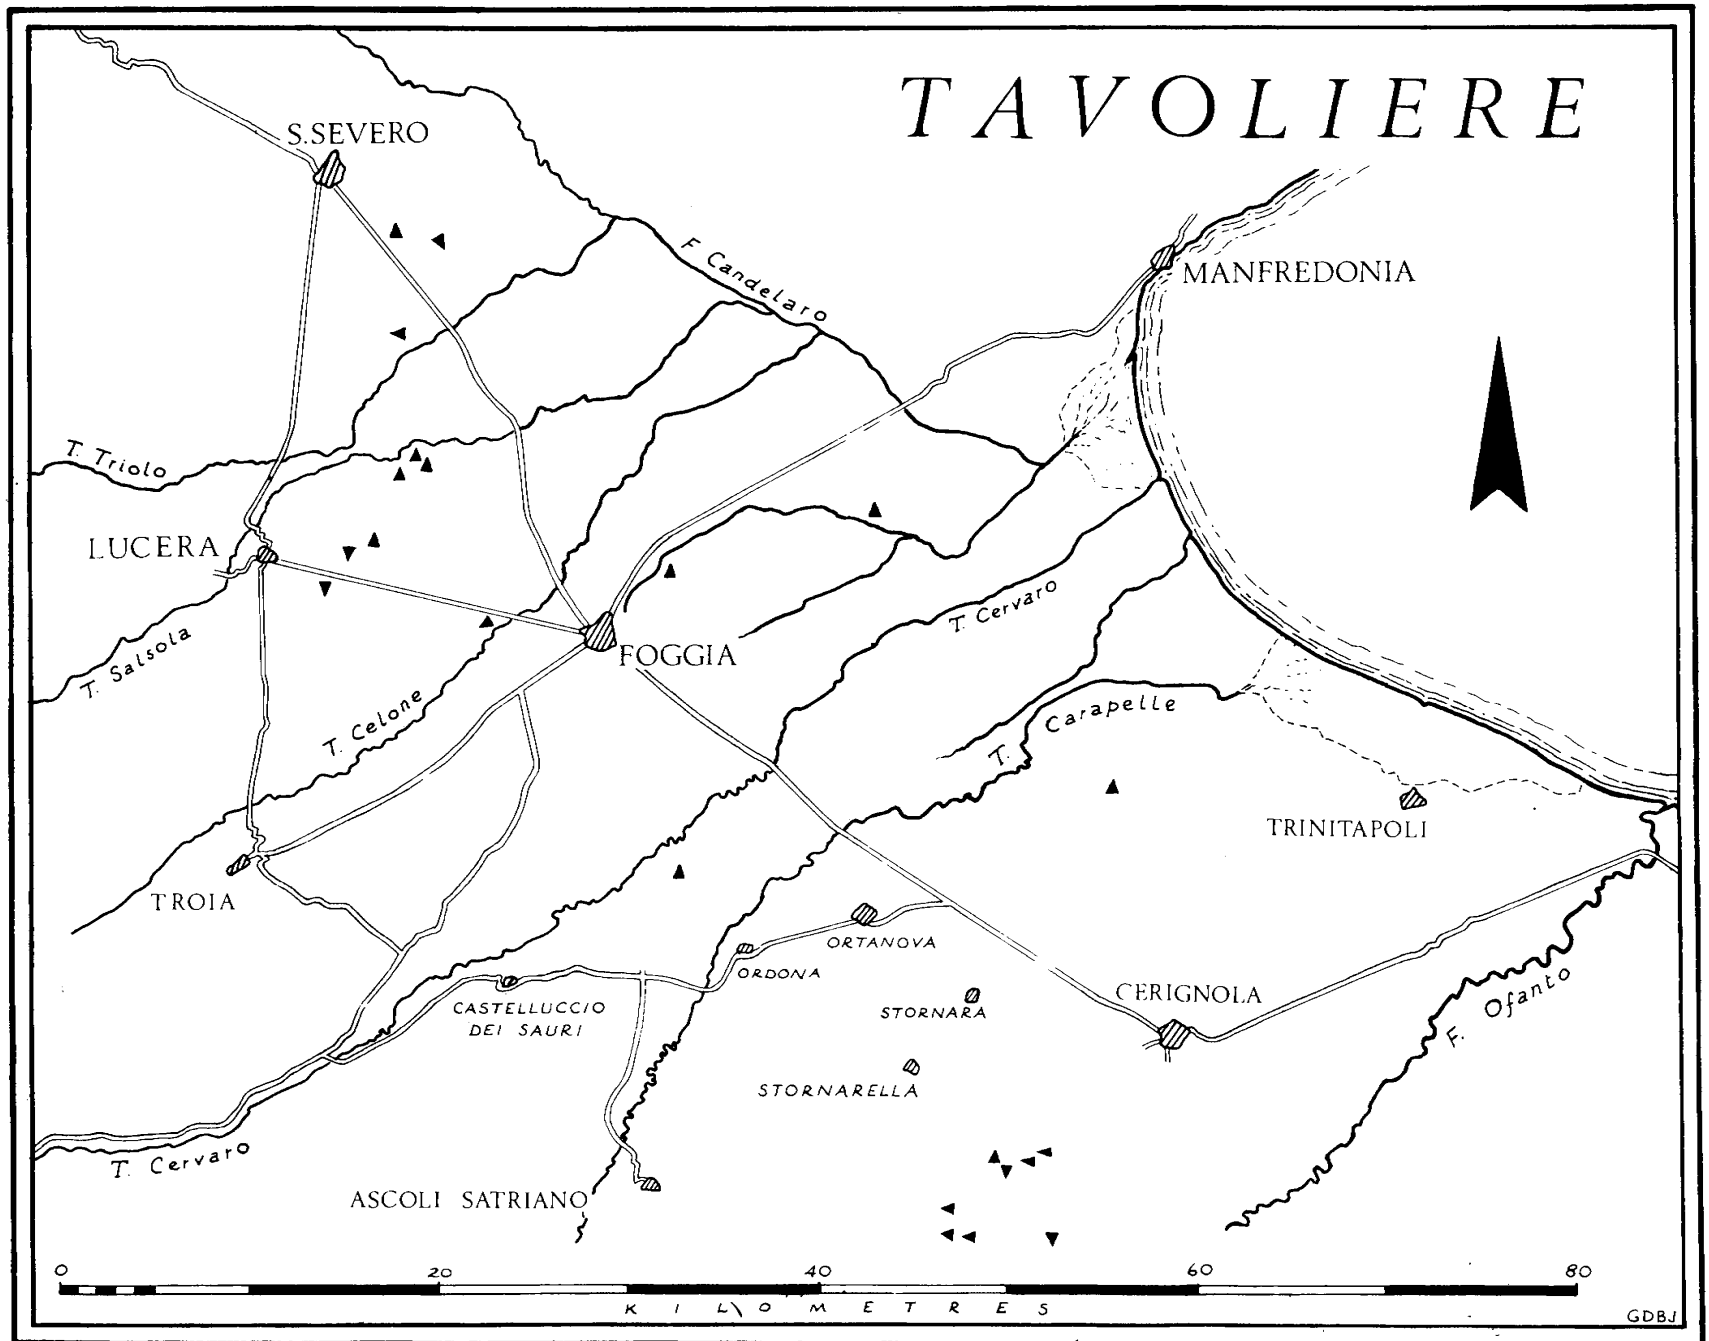 TAVOLIERE
S.SEVERO
F. Candelaro
MANFREDONIA
T. Triolo
LUCERA
T. Cervaro
T. Salsola
FOGGIA
T. Celone
T. Carapelle
TRINITAPOLI
TROIA
ORTANOVA
ORDONA
CASTELLUCCIO
DEI SAURI
STORNARA
CERIGNOLA
F. Ofanto
STORNARELLA
T. Cervaro
ASCOLI SATRIANO
0 20 40 60 80
KILOMETRES
GDBJ